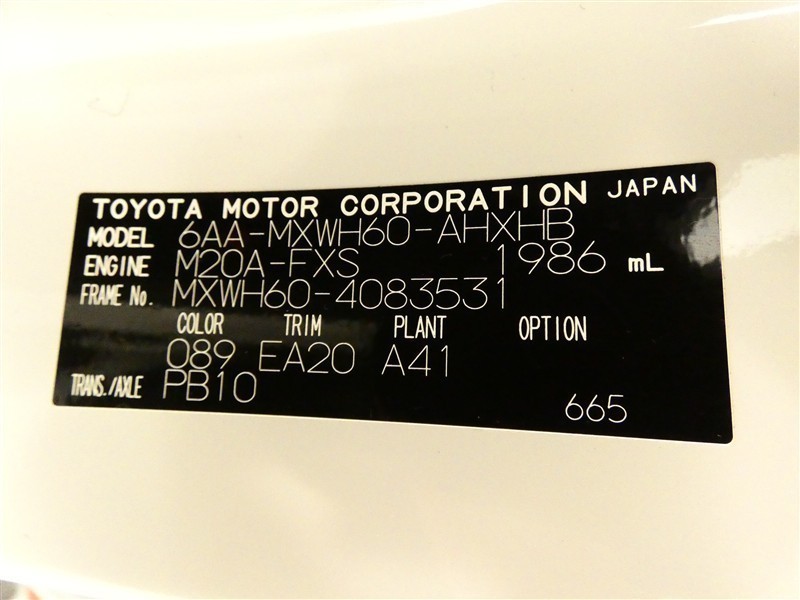 TOYOTA MOTOR CORPORATION JAPAN
MODEL 6AA-MXWH60-AHXHB
ENGINE M20A-FXS 1986 mL
FRAME No. MXWH60-4083531
COLOR TRIM PLANT OPTION
089 EA20 A41
TRANS./AXLE PB10
665